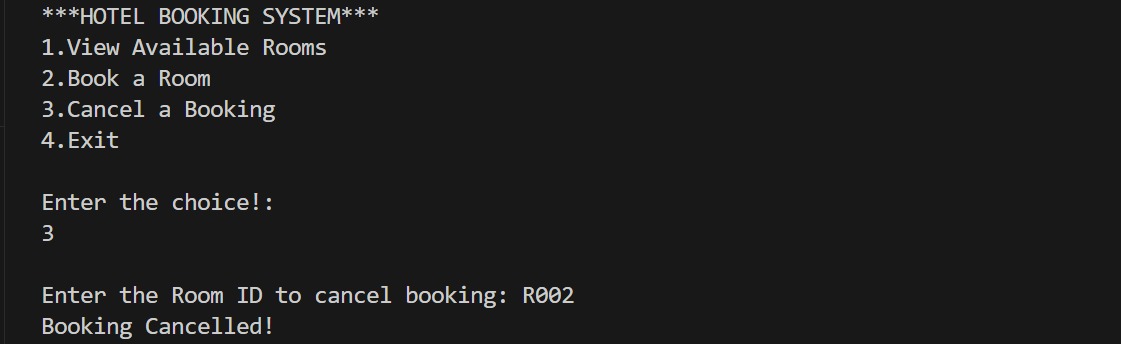 ***HOTEL BOOKING SYSTEM***
1.View Available Rooms
2.Book a Room
3.Cancel a Booking
4.Exit
Enter the choice!:
3
Enter the Room ID to cancel booking: R002
Booking Cancelled!